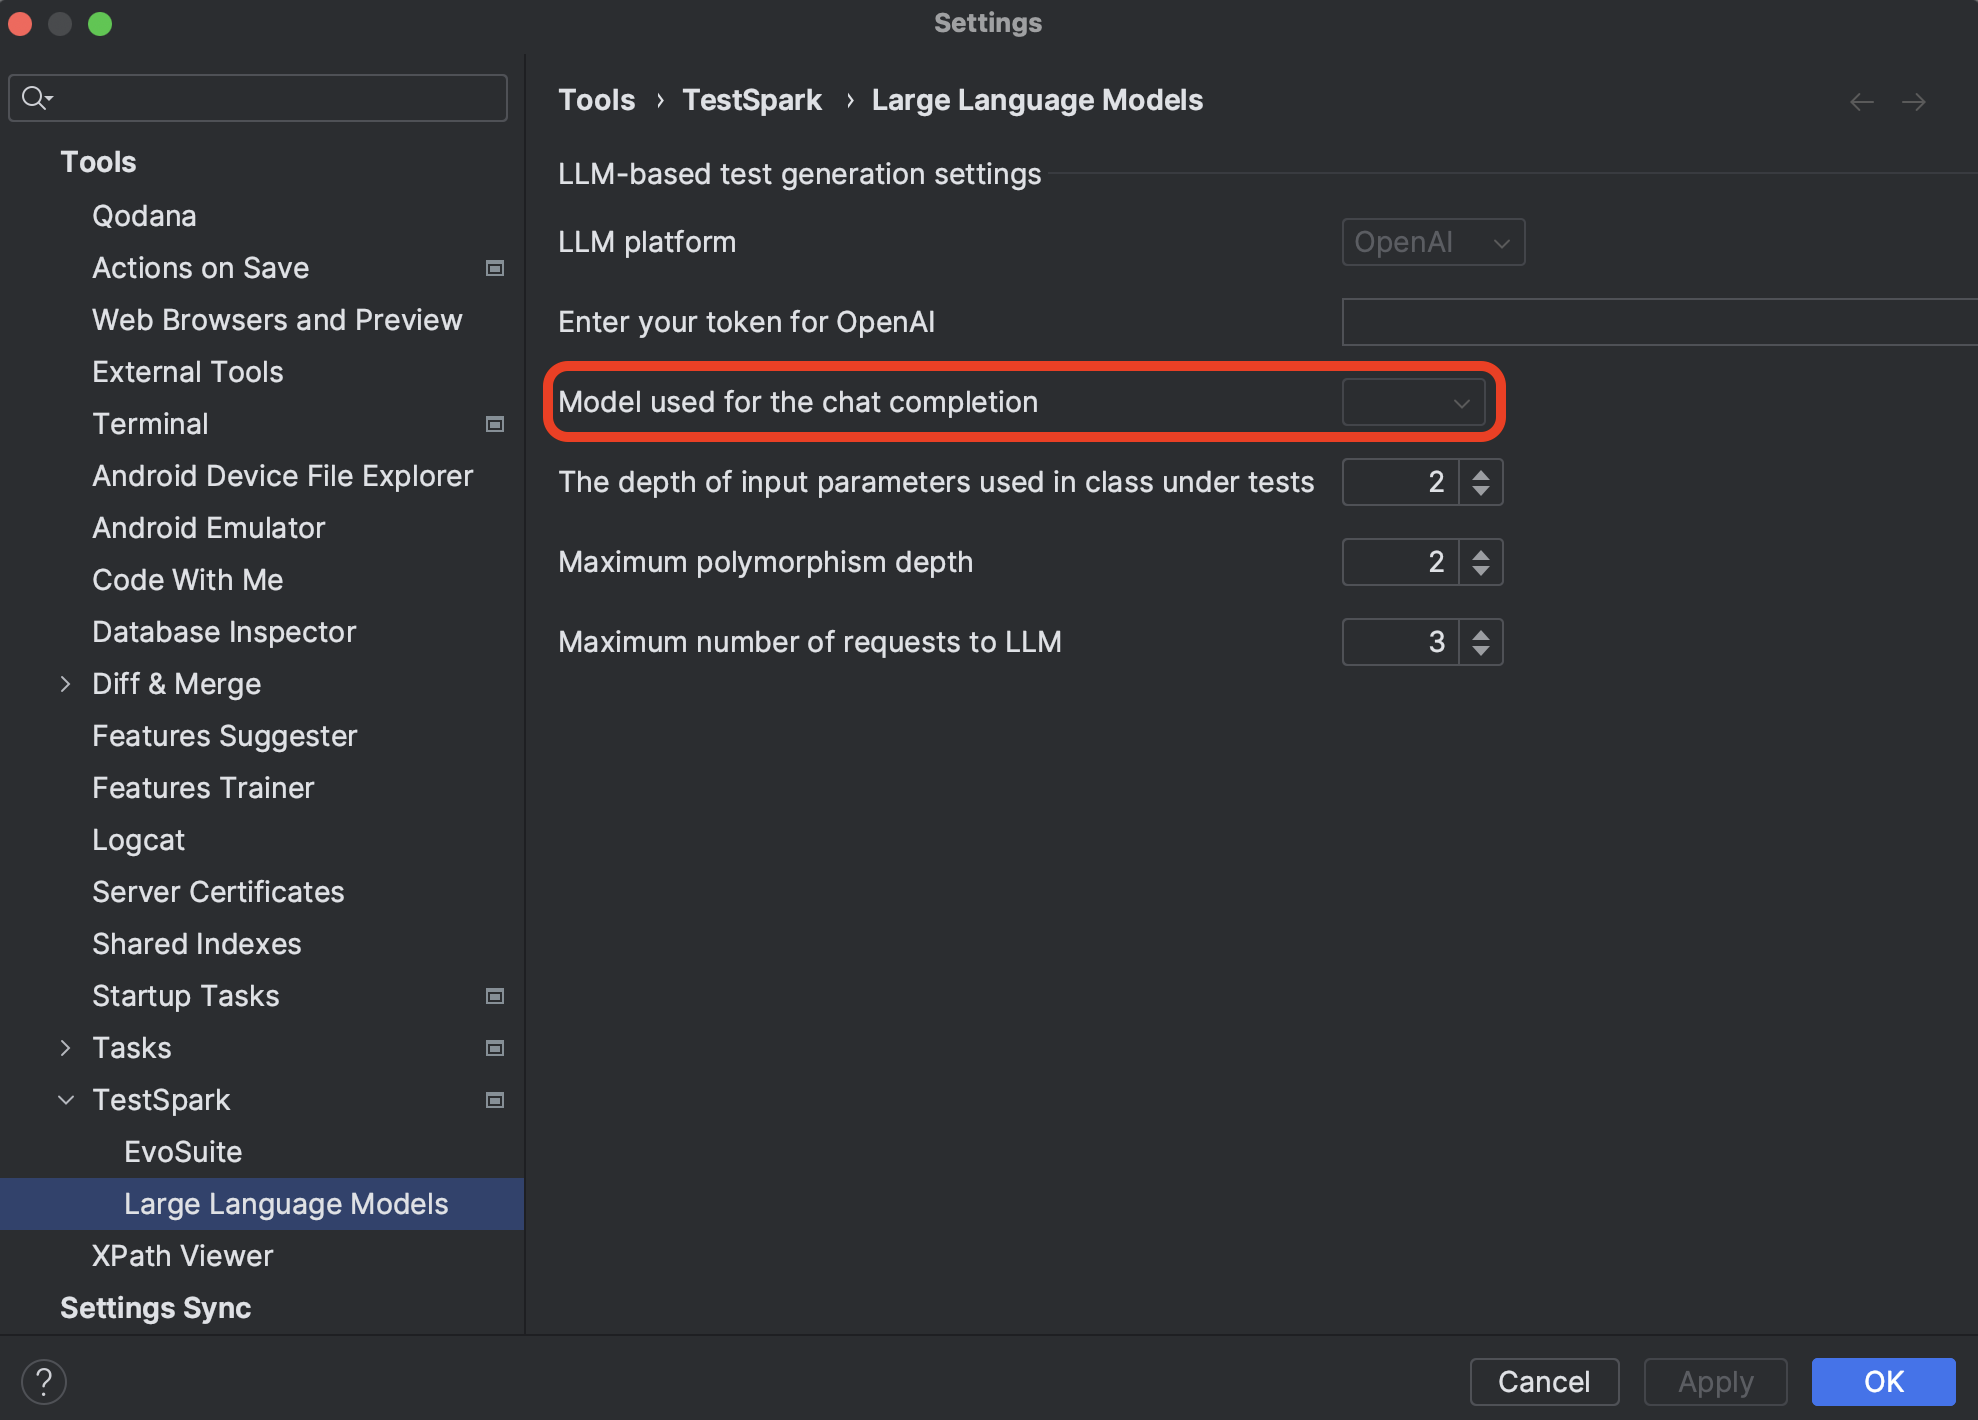 Settings
Tools
Qodana
Actions on Save
Web Browsers and Preview
External Tools
Terminal
Android Device File Explorer
Android Emulator
Code With Me
Database Inspector
Diff & Merge
Features Suggester
Features Trainer
Logcat
Server Certificates
Shared Indexes
Startup Tasks
Tasks
TestSpark
EvoSuite
Large Language Models
XPath Viewer
Settings Sync
Tools › TestSpark › Large Language Models
LLM-based test generation settings
LLM platform OpenAI
Enter your token for OpenAI
Model used for the chat completion
The depth of input parameters used in class under tests 2
Maximum polymorphism depth 2
Maximum number of requests to LLM 3
? Cancel Apply OK